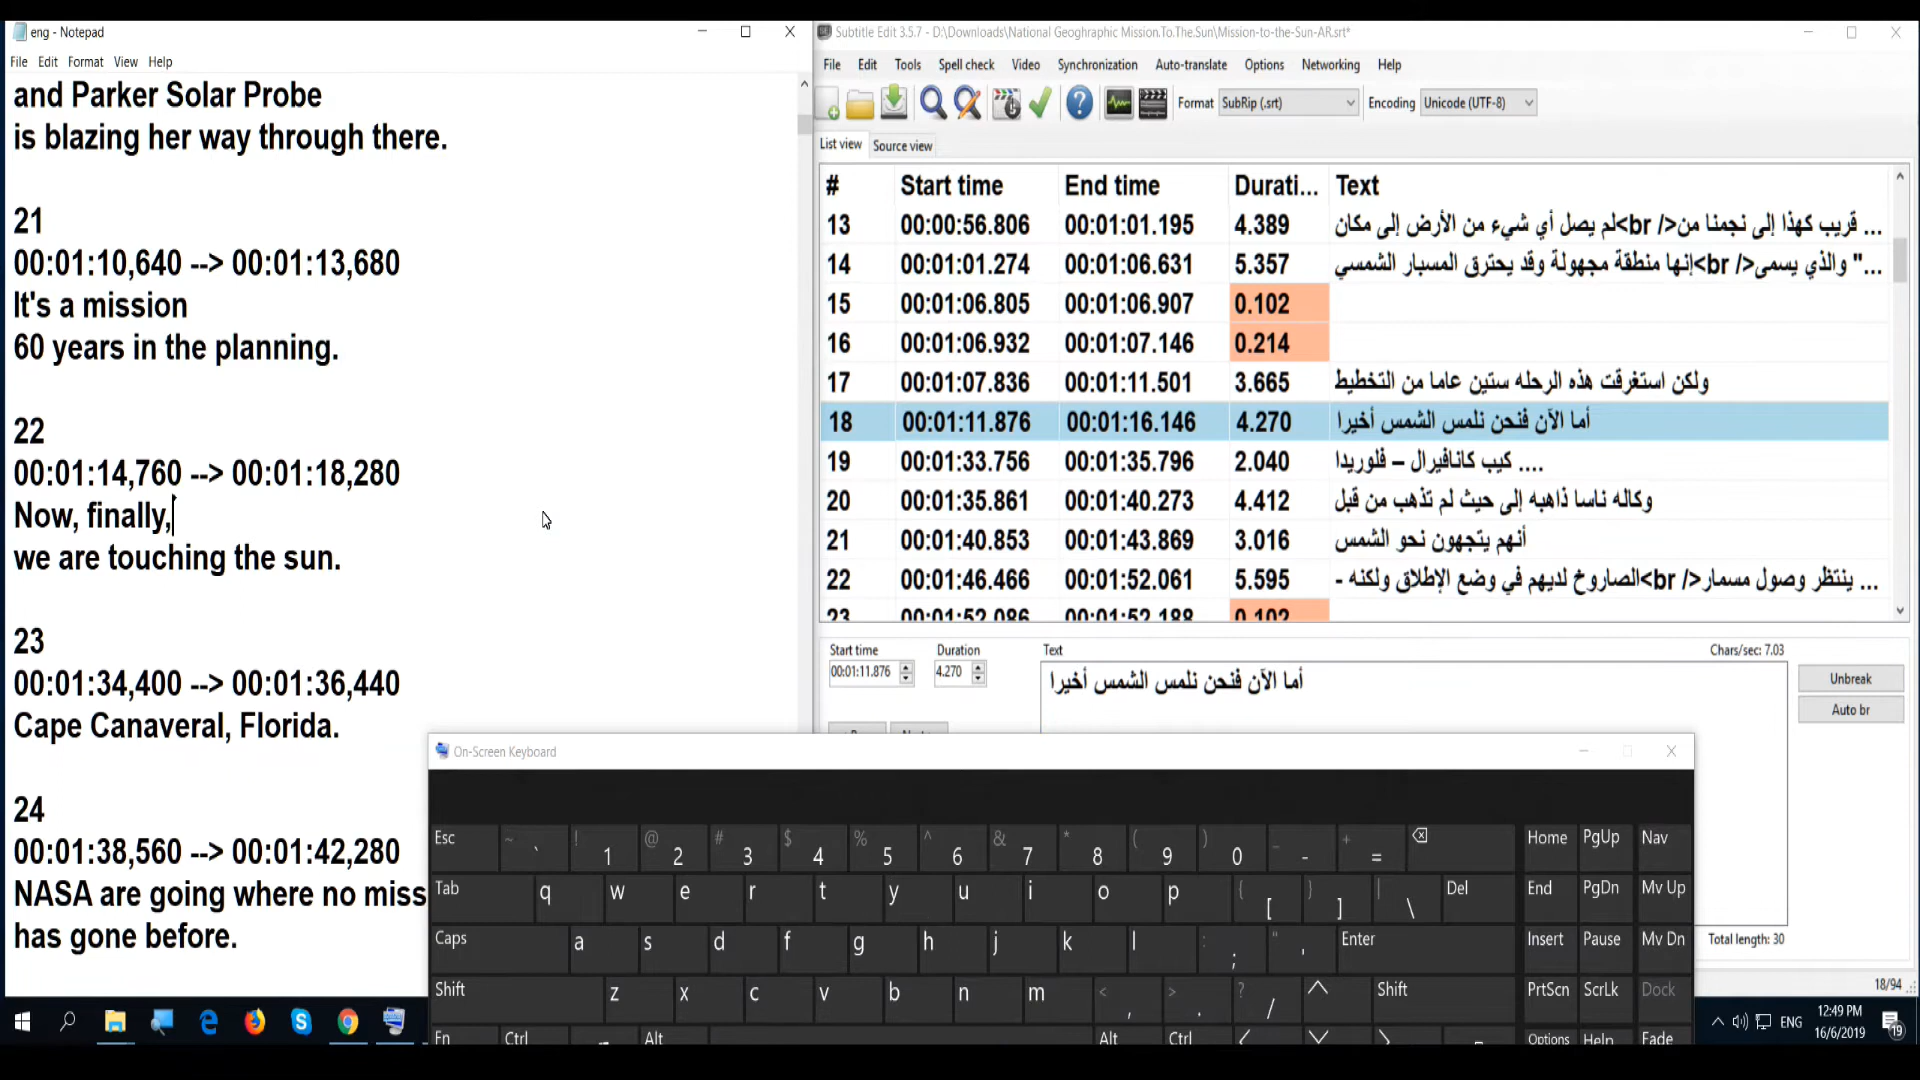 eng - Notepad
File Edit Format View Help
and Parker Solar Probe
is blazing her way through there.
21
00:01:10,640 --> 00:01:13,680
It's a mission
60 years in the planning.
22
00:01:14,760 --> 00:01:18,280
Now, finally,
we are touching the sun.
23
00:01:34,400 --> 00:01:36,440
Cape Canaveral, Florida.
24
00:01:38,560 --> 00:01:42,280
NASA are going where no miss
has gone before.
Subtitle Edit 3.5.7 - D:\Downloads\National Geoghraphic Mission.To.The.Sun\Mission-to-the-Sun-AR.srt*
File Edit Tools Spell check Video Synchronization Auto-translate Options Networking Help
Format SubRip (.srt) Encoding Unicode (UTF-8)
List view Source view
# Start time End time Durati... Text
13 00:00:56.806 00:01:01.195 4.389 لم يصل أي شيء من الأرض إلى مكان<br />قريب كهذا إلى نجمنا من ...
14 00:01:01.274 00:01:06.631 5.357 إنها منطقة مجهولة وقد يحترق المسبار الشمسي<br />والذي يسمى " ...
15 00:01:06.805 00:01:06.907 0.102
16 00:01:06.932 00:01:07.146 0.214
17 00:01:07.836 00:01:11.501 3.665 ولكن استغرقت هذه الرحله ستين عاما من التخطيط
18 00:01:11.876 00:01:16.146 4.270 أما الآن فنحن نلمس الشمس أخيرا
19 00:01:33.756 00:01:35.796 2.040 كيب كانافيرال – فلوريدا ....
20 00:01:35.861 00:01:40.273 4.412 وكاله ناسا ذاهبه إلى حيث لم تذهب من قبل
21 00:01:40.853 00:01:43.869 3.016 أنهم يتجهون نحو الشمس
22 00:01:46.466 00:01:52.061 5.595 - الصاروخ لديهم في وضع الإطلاق ولكنه<br />ينتظر وصول مسمار ...
23 00:01:52.086 00:01:52.188 0.102
Start time Duration Text Chars/sec: 7.03
00:01:11.876 4.270 أما الآن فنحن نلمس الشمس أخيرا
Unbreak
Auto br
Total length: 30
18/94
On-Screen Keyboard
Esc ~ ` ! 1 @ 2 # 3 $ 4 % 5 ^ 6 & 7 * 8 ( 9 ) 0 _ - + = Home PgUp Nav
Tab q w e r t y u i o p { [ } ] | \ Del End PgDn Mv Up
Caps a s d f g h j k l : ; " ' Enter Insert Pause Mv Dn
Shift z x c v b n m < , > . ? / Shift PrtScn ScrLk Dock
Fn Ctrl Alt Alt Ctrl Options Help Fade
ENG
12:49 PM
16/6/2019
19